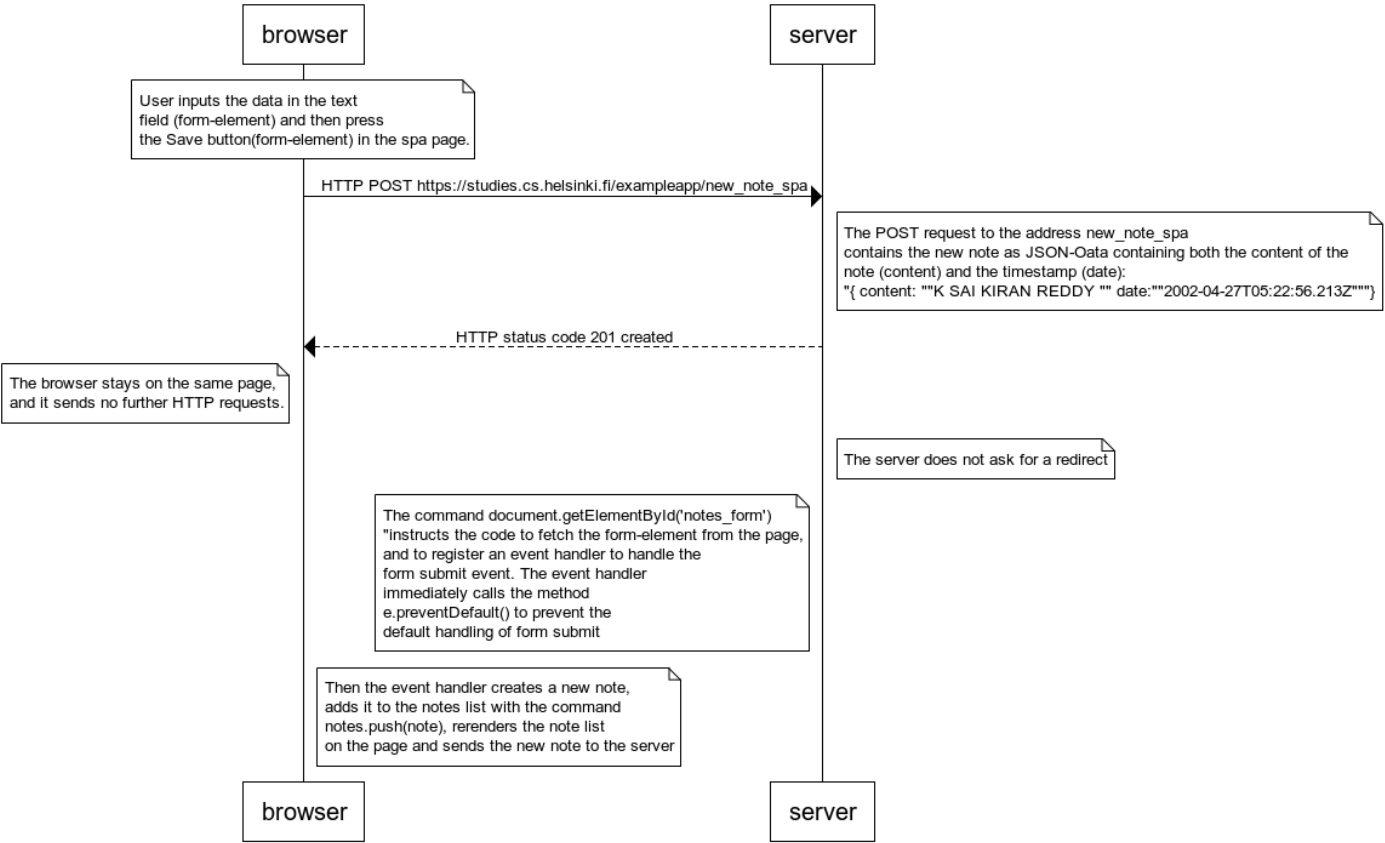 browser
server
User inputs the data in the text
field (form-element) and then press
the Save button(form-element) in the spa page.
HTTP POST https://studies.cs.helsinki.fi/exampleapp/new_note_spa
The POST request to the address new_note_spa
contains the new note as JSON-Oata containing both the content of the
note (content) and the timestamp (date):
"{ content: ""K SAI KIRAN REDDY "" date:""2002-04-27T05:22:56.213Z"""}
HTTP status code 201 created
The browser stays on the same page,
and it sends no further HTTP requests.
The server does not ask for a redirect
The command document.getElementById('notes_form')
"instructs the code to fetch the form-element from the page,
and to register an event handler to handle the
form submit event. The event handler
immediately calls the method
e.preventDefault() to prevent the
default handling of form submit
Then the event handler creates a new note,
adds it to the notes list with the command
notes.push(note), rerenders the note list
on the page and sends the new note to the server
browser
server